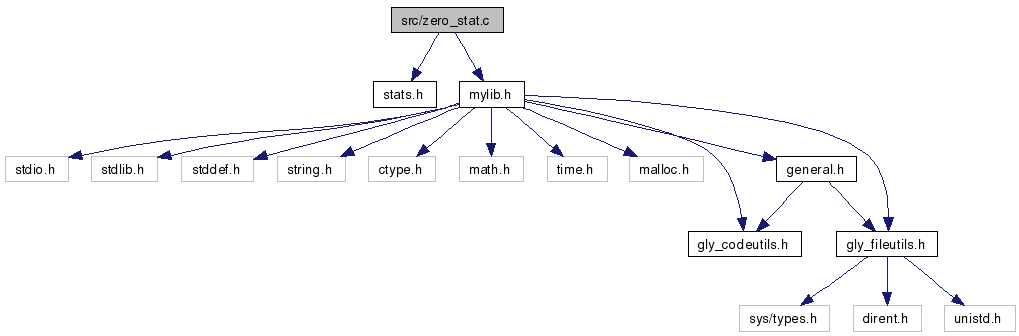 src/zero_stat.c
stats.h
mylib.h
stdio.h
stdlib.h
stddef.h
string.h
ctype.h
math.h
time.h
malloc.h
general.h
gly_codeutils.h
gly_fileutils.h
sys/types.h
dirent.h
unistd.h